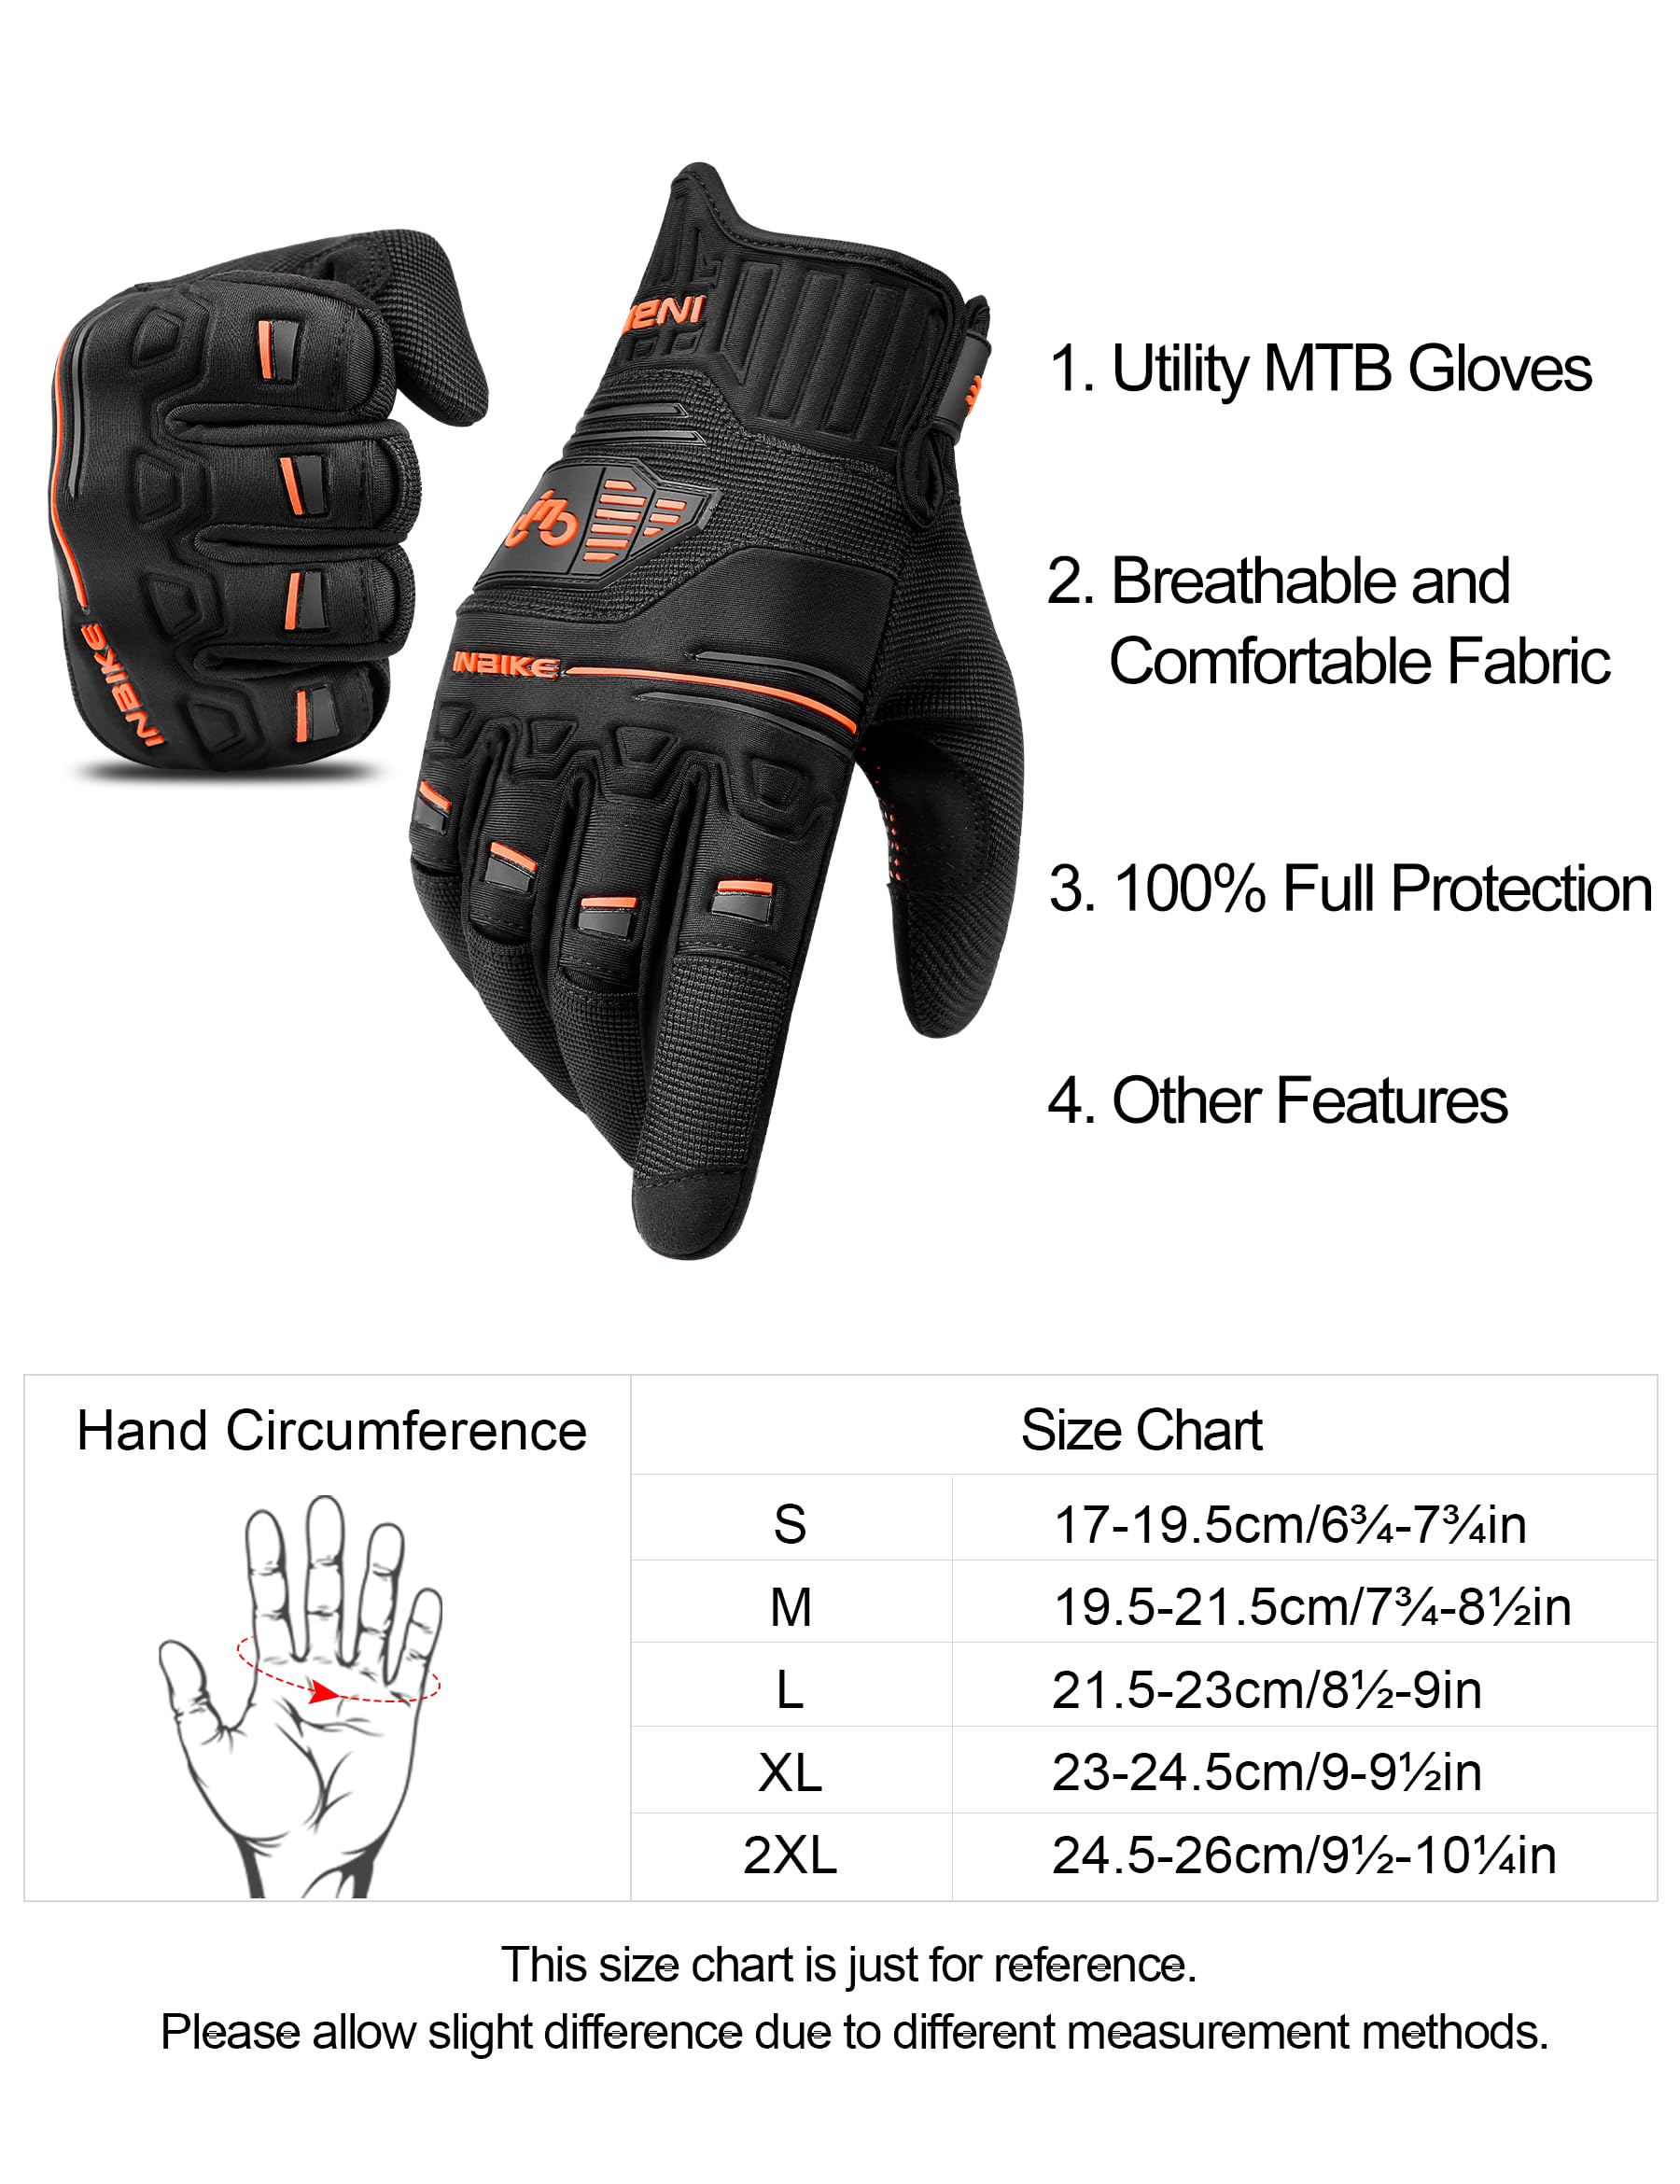 INBI
INBIKE
INBIKE
1. Utility MTB Gloves
2. Breathable and
Comfortable Fabric
3. 100% Full Protection
4. Other Features
Hand Circumference
Size Chart
S 17-19.5cm/6¾-7¾in
M 19.5-21.5cm/7¾-8½in
L 21.5-23cm/8½-9in
XL 23-24.5cm/9-9½in
2XL 24.5-26cm/9½-10¼in
This size chart is just for reference.
Please allow slight difference due to different measurement methods.